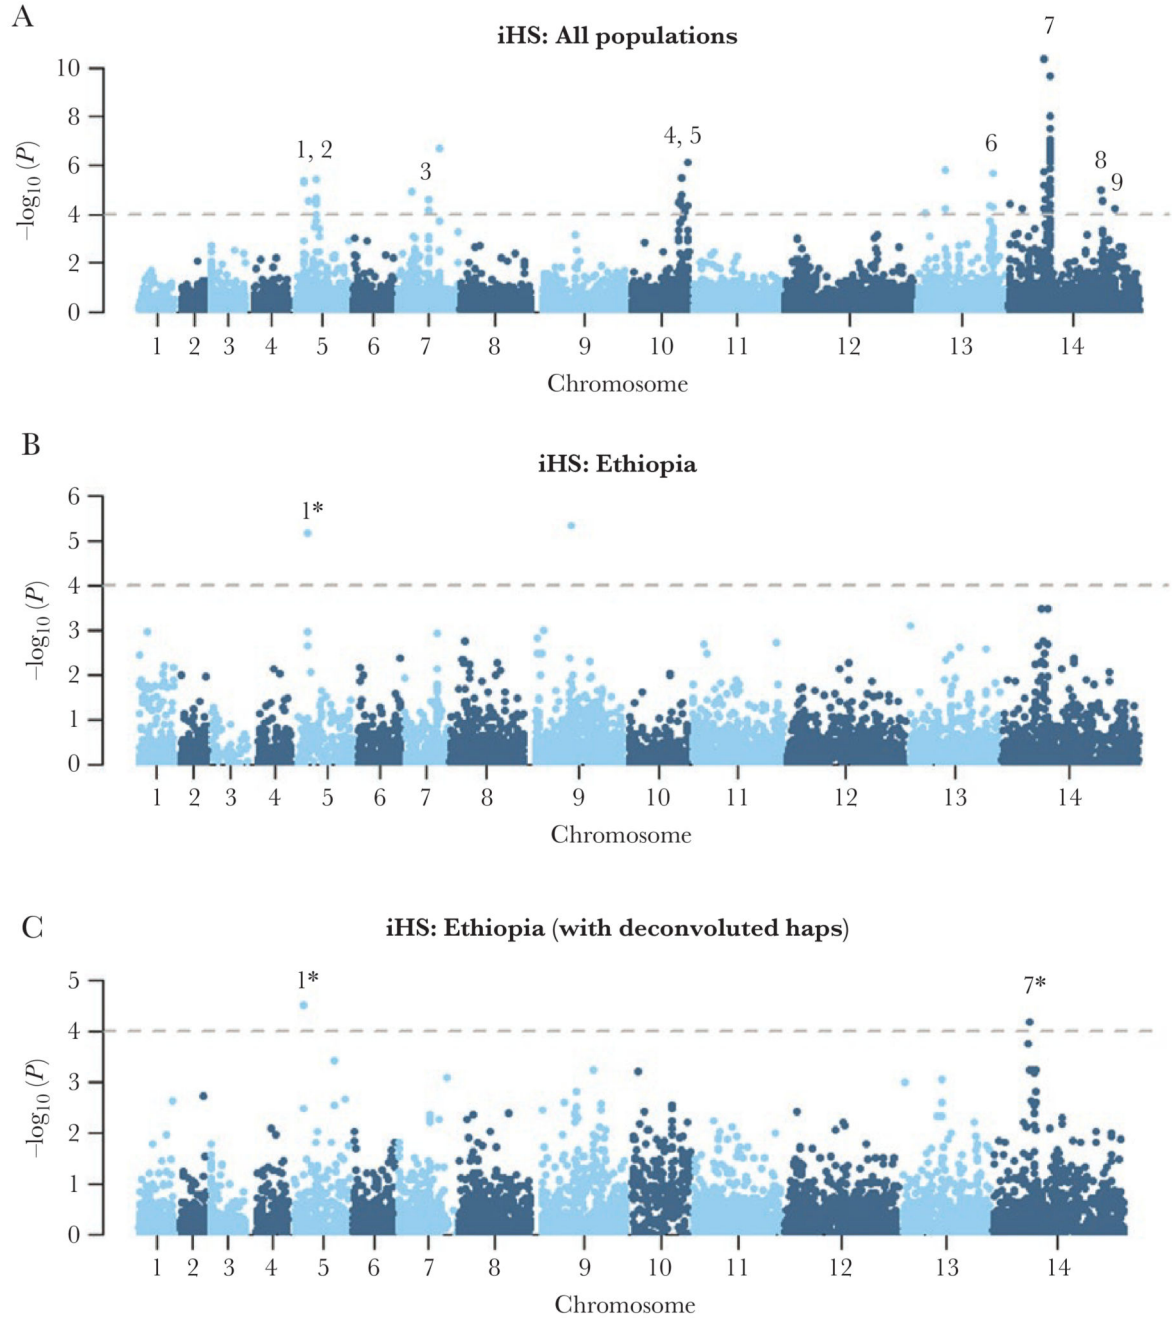 A
iHS: All populations
7
10
8
6
4
2
0
–log10 (P)
1, 2
3
4, 5
6
8
9
1 2 3 4 5 6 7 8 9 10 11 12 13 14
Chromosome
B
iHS: Ethiopia
6
5
4
3
2
1
0
–log10 (P)
1*
1 2 3 4 5 6 7 8 9 10 11 12 13 14
Chromosome
C
iHS: Ethiopia (with deconvoluted haps)
5
4
3
2
1
0
–log10 (P)
1*
7*
1 2 3 4 5 6 7 8 9 10 11 12 13 14
Chromosome